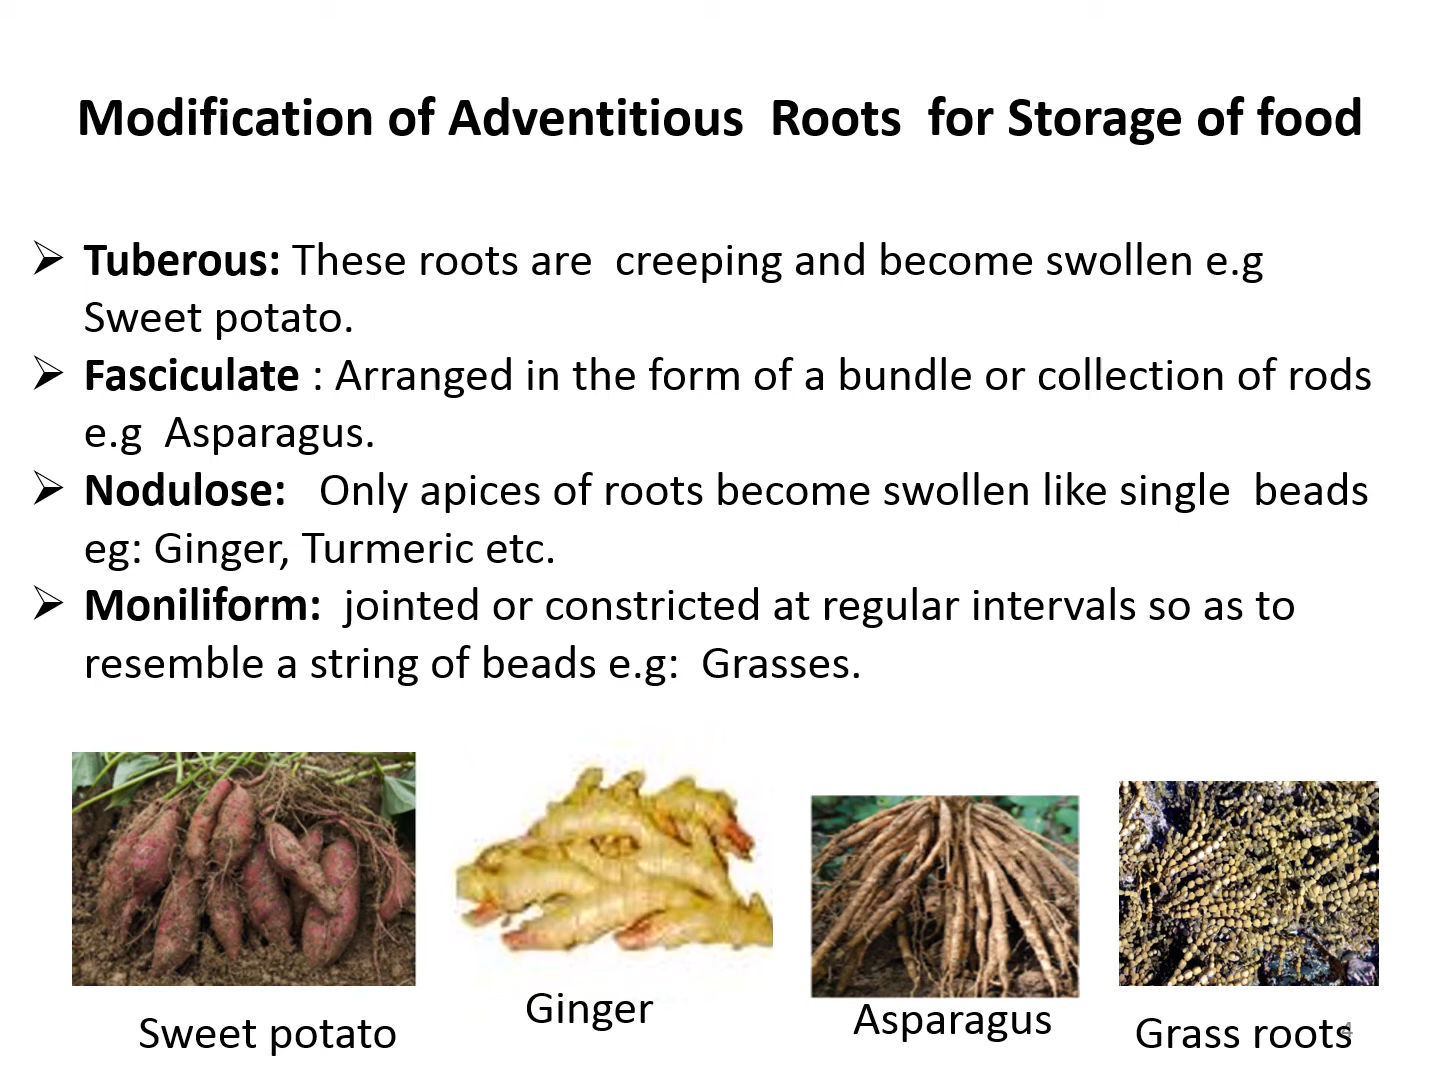 Modification of Adventitious  Roots  for Storage of food
➢ Tuberous: These roots are  creeping and become swollen e.g
Sweet potato.
➢ Fasciculate : Arranged in the form of a bundle or collection of rods
e.g  Asparagus.
➢ Nodulose:   Only apices of roots become swollen like single  beads
eg: Ginger, Turmeric etc.
➢ Moniliform:  jointed or constricted at regular intervals so as to
resemble a string of beads e.g:  Grasses.
Sweet potato
Ginger
Asparagus
Grass roots
4